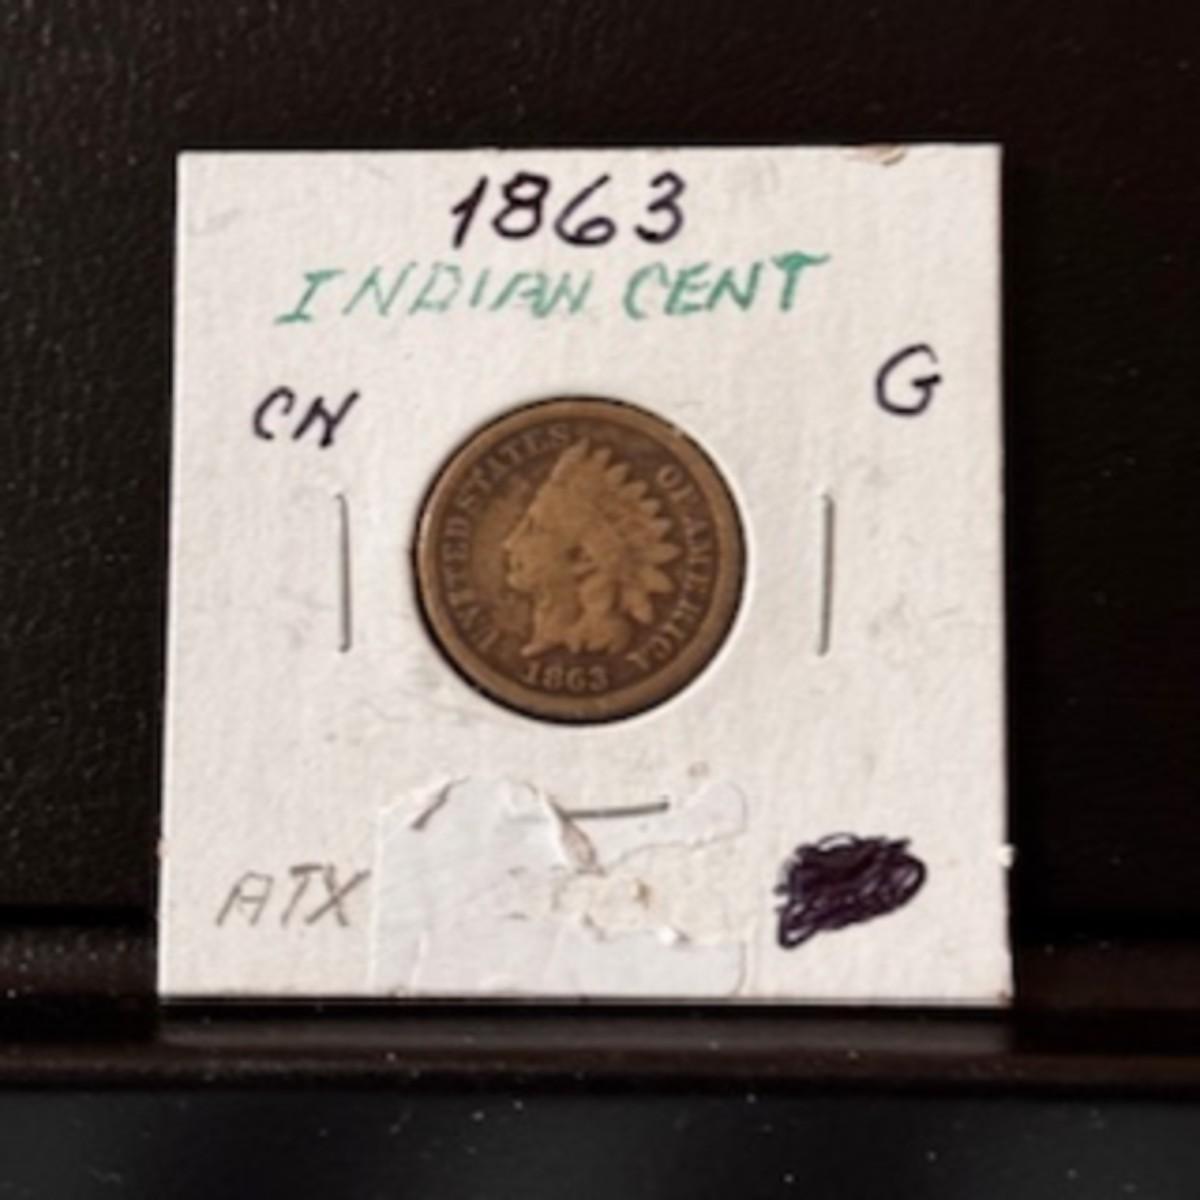 1863
INDIAN CENT
CN
G
UNITED STATES OF AMERICA
1863
ATX